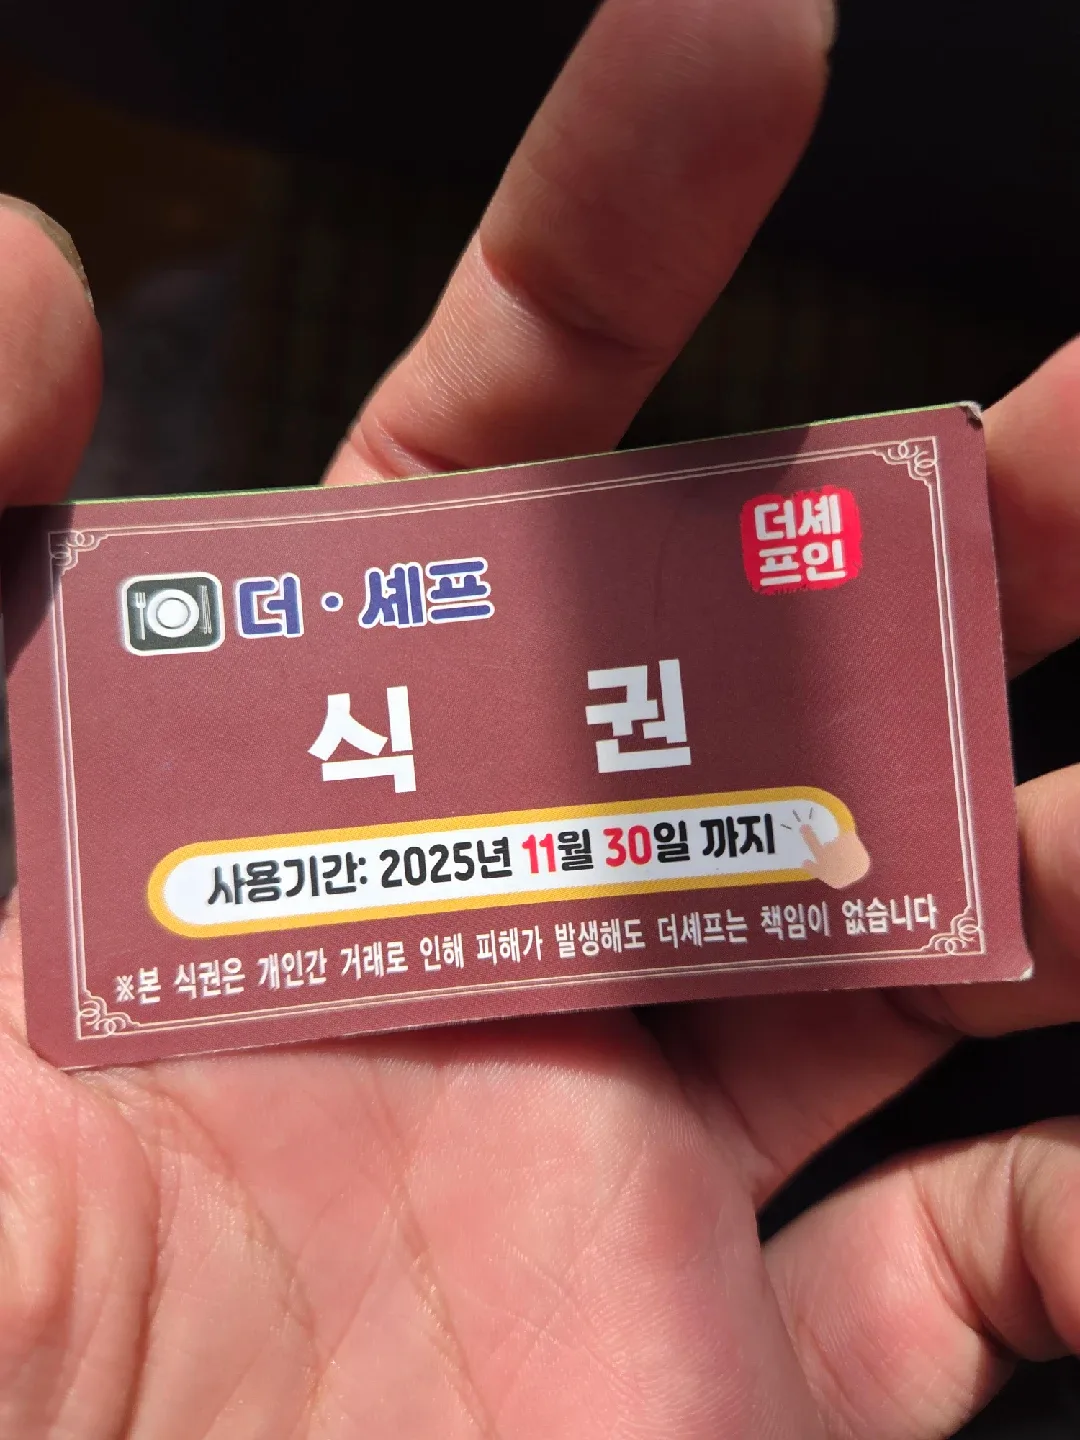 더·셰프
더셰
프인
식 권
사용기간: 2025년 11월 30일 까지
※본 식권은 개인간 거래로 인해 피해가 발생해도 더셰프는 책임이 없습니다